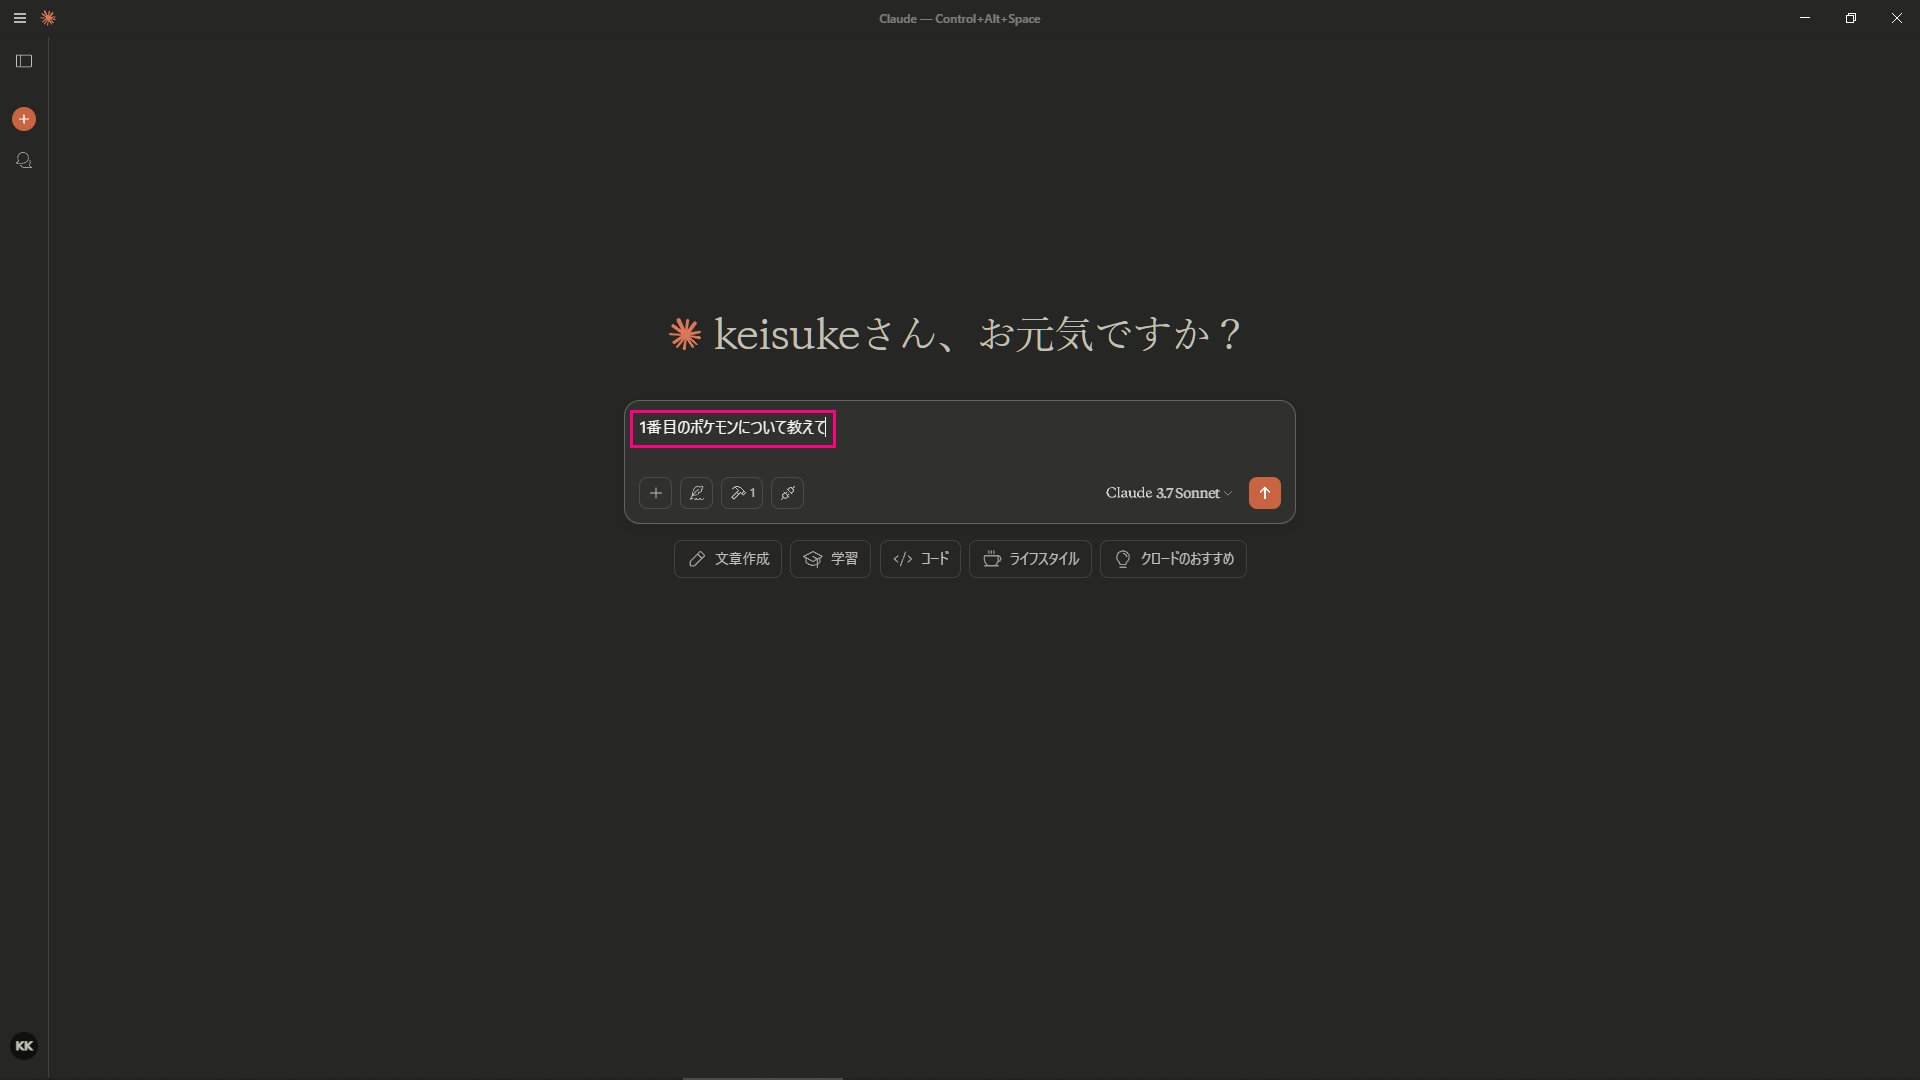 Claude — Control+Alt+Space
keisukeさん、お元気ですか？
1番目のポケモンについて教えて
1
Claude 3.7 Sonnet
文章作成
学習
コード
ライフスタイル
クロードのおすすめ
KK